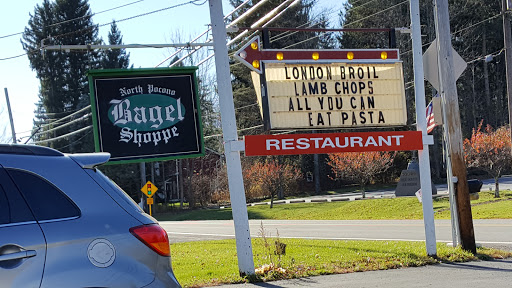 North Pocono
Bagel
Shoppe
LONDON BROIL
LAMB CHOPS
ALL YOU CAN
EAT PASTA
RESTAURANT